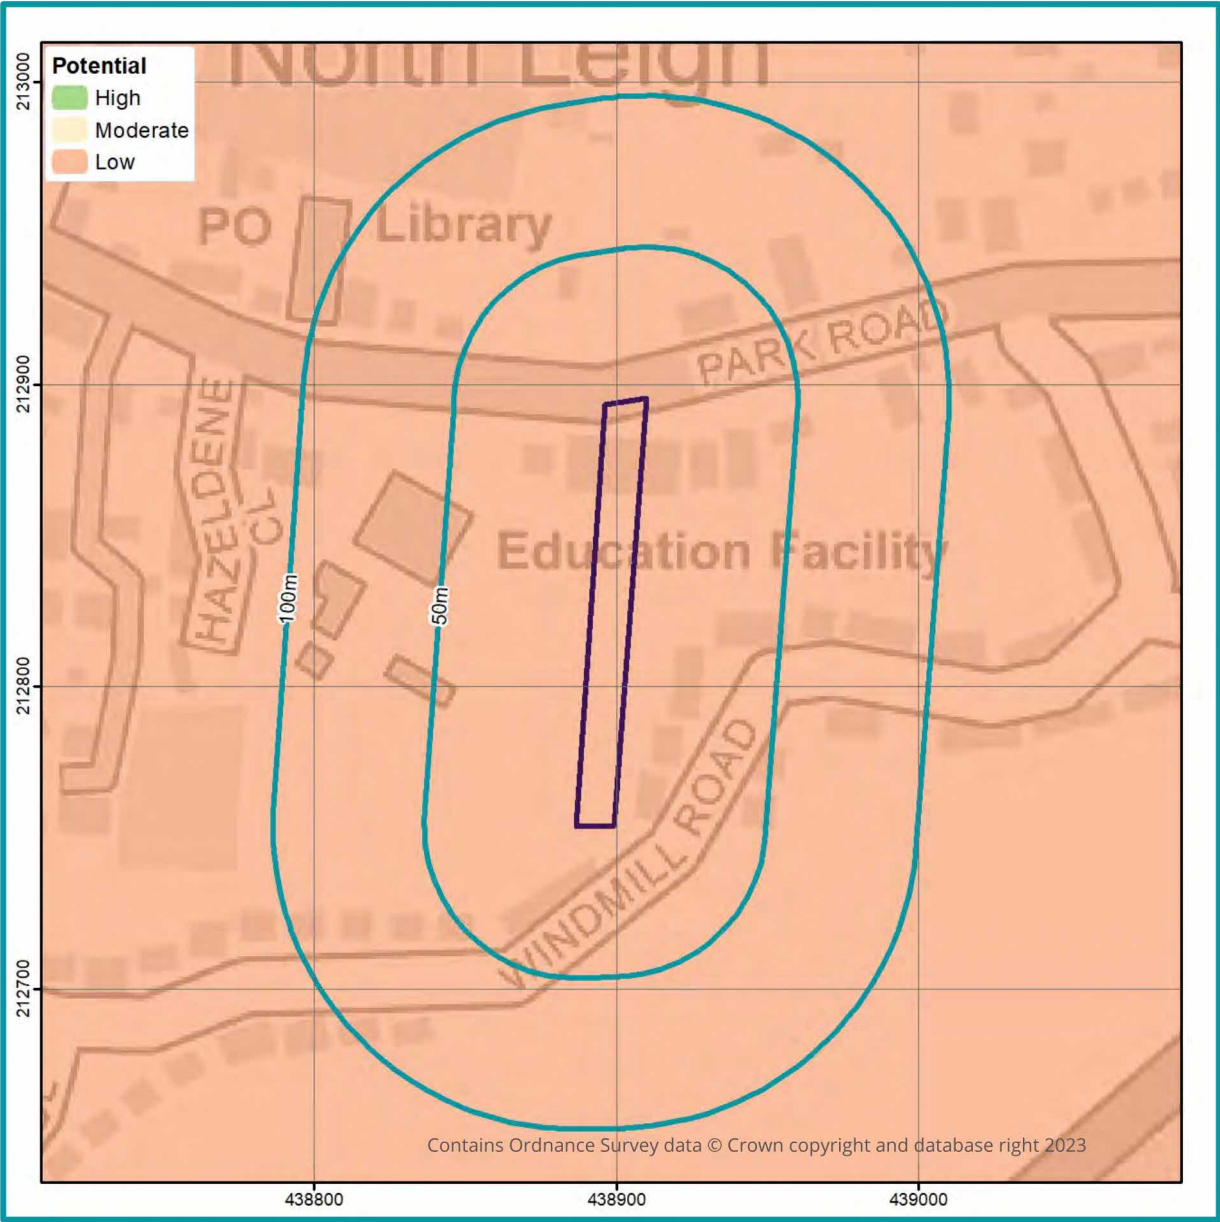 North Leigh
Potential
High
Moderate
Low
PO Library
PARK ROAD
HAZELDENE
CL
Education Facility
100m
50m
WINDMILL ROAD
Contains Ordnance Survey data © Crown copyright and database right 2023
213000
212900
212800
212700
438800
438900
439000